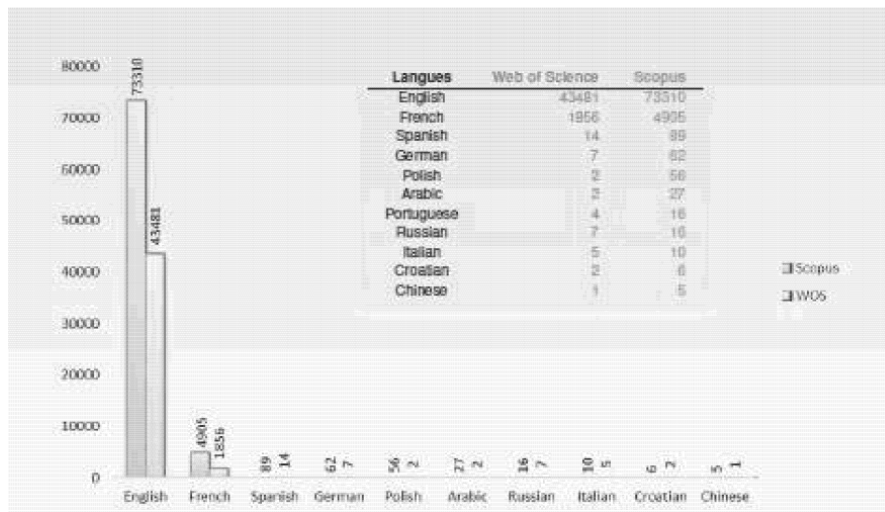 80000
70000
60000
50000
40000
30000
20000
10000
0
73310
43481
4905
1856
89
14
62
7
56
2
27
2
16
7
10
5
6
2
5
1
English French Spanish German Polish Arabic Russian Italian Croatian Chinese
Langues Web of Science Scopus
English 43481 73310
French 1856 4905
Spanish 14 89
German 7 62
Polish 2 56
Arabic 2 27
Portuguese 4 16
Russian 7 16
Italian 5 10
Croatian 2 6
Chinese 1 5
Scopus
WOS